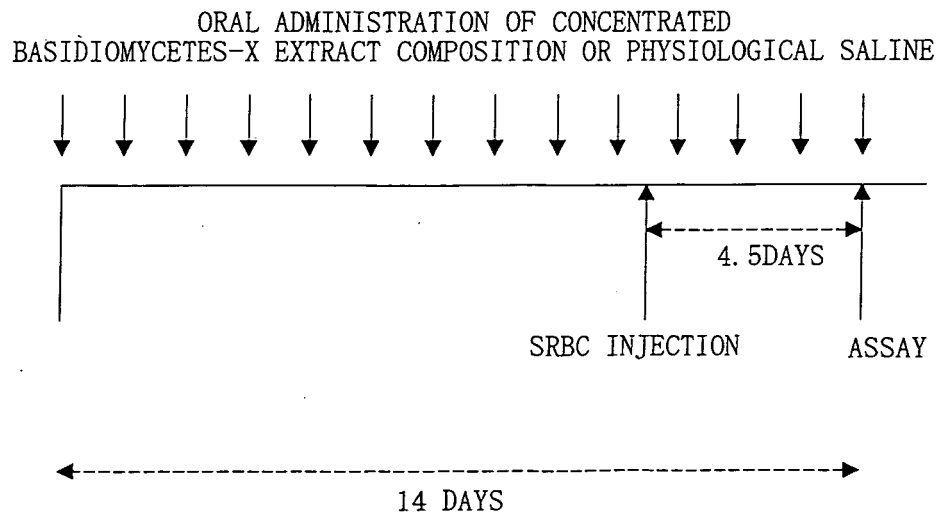 ORAL ADMINISTRATION OF CONCENTRATED
BASIDIOMYCETES-X EXTRACT COMPOSITION OR PHYSIOLOGICAL SALINE
4.5DAYS
SRBC INJECTION
ASSAY
14 DAYS